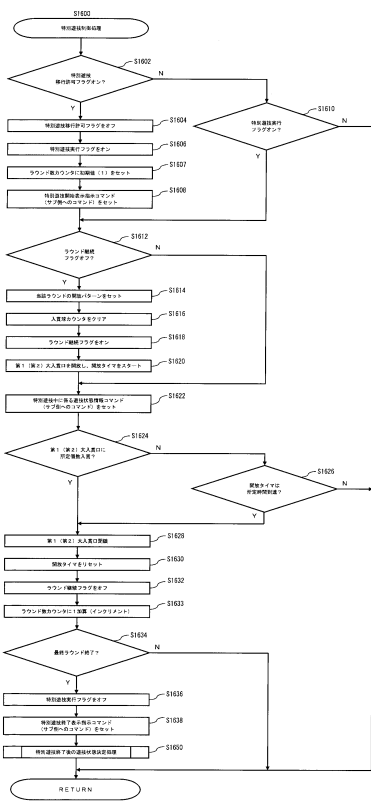 S1600
特別遊技制御処理
S1602
特別遊技
移行許可フラグオン？
N
Y
S1610
特別遊技実行
フラグオン？
N
Y
S1604
特別遊技移行許可フラグをオフ
S1606
特別遊技実行フラグをオン
S1607
ラウンド数カウンタに初期値（１）をセット
S1608
特別遊技開始表示指示コマンド
（サブ側へのコマンド）をセット
S1612
ラウンド継続
フラグオフ？
N
Y
S1614
当該ラウンドの開放パターンをセット
S1616
入賞球カウンタをクリア
S1618
ラウンド継続フラグをオン
S1620
第１（第２）大入賞口を開放し、開放タイマをスタート
S1622
特別遊技中に係る遊技状態情報コマンド
（サブ側へのコマンド）をセット
S1624
第１（第２）大入賞口に
所定個数入賞？
N
Y
S1626
開放タイマは
所定時間到達？
N
Y
S1628
第１（第２）大入賞口閉鎖
S1630
開放タイマをリセット
S1632
ラウンド継続フラグをオフ
S1633
ラウンド数カウンタに１加算（インクリメント）
S1634
最終ラウンド終了？
N
Y
S1636
特別遊技実行フラグをオフ
S1638
特別遊技終了表示指示コマンド
（サブ側へのコマンド）をセット
S1650
特別遊技終了後の遊技状態決定処理
RETURN